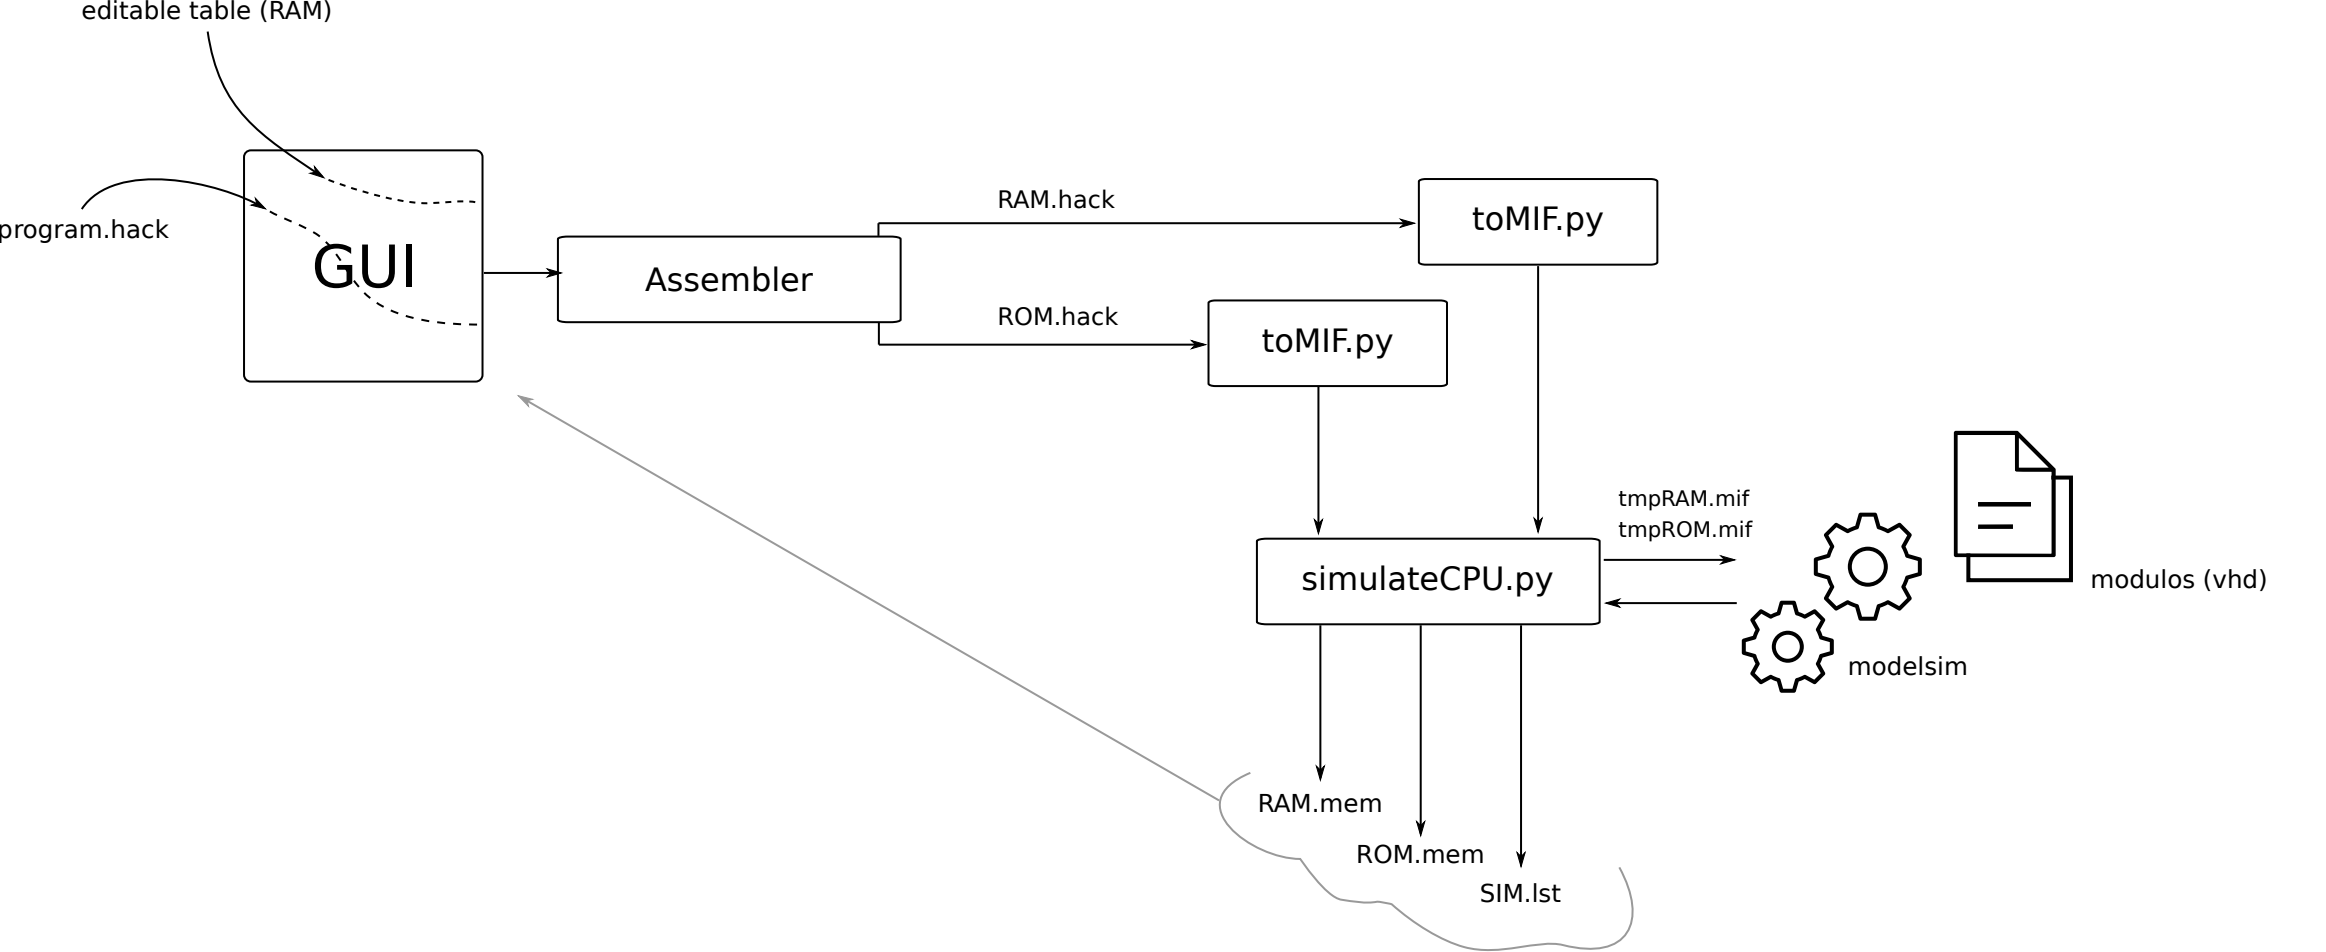 editable table (RAM)
program.hack
GUI
Assembler
RAM.hack
ROM.hack
toMIF.py
toMIF.py
tmpRAM.mif
tmpROM.mif
simulateCPU.py
modulos (vhd)
modelsim
RAM.mem
ROM.mem
SIM.lst